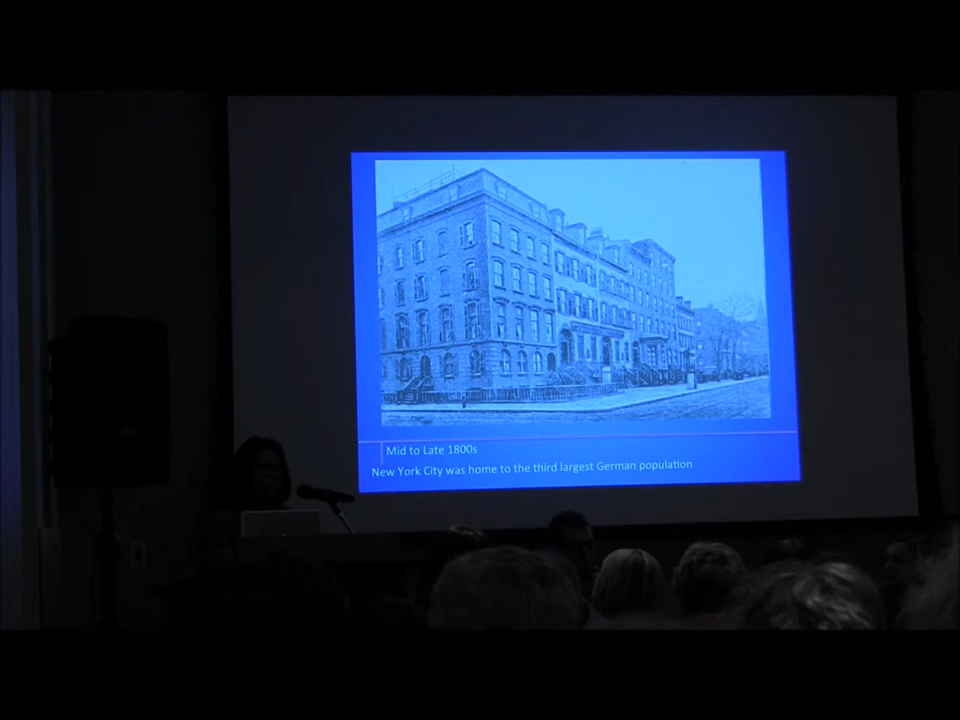 Mid to Late 1800s
New York City was home to the third largest German population